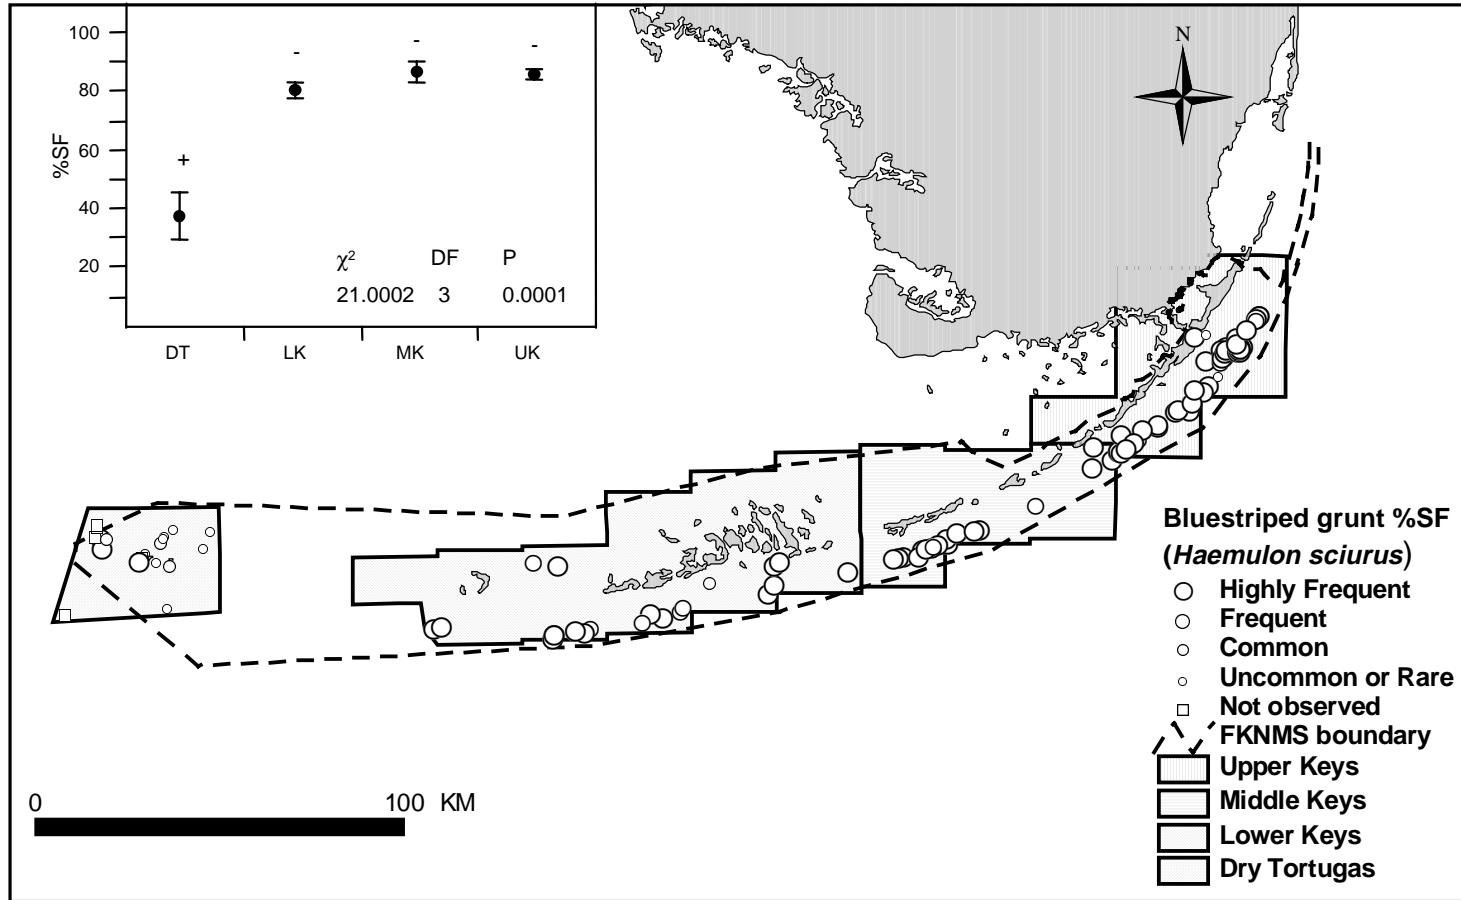 100
80
60
40
20
%SF
+
-
-
-
χ² DF P
21.0002 3 0.0001
DT LK MK UK
N
Bluestriped grunt %SF
(Haemulon sciurus)
Highly Frequent
Frequent
Common
Uncommon or Rare
Not observed
FKNMS boundary
Upper Keys
Middle Keys
Lower Keys
Dry Tortugas
0 100 KM